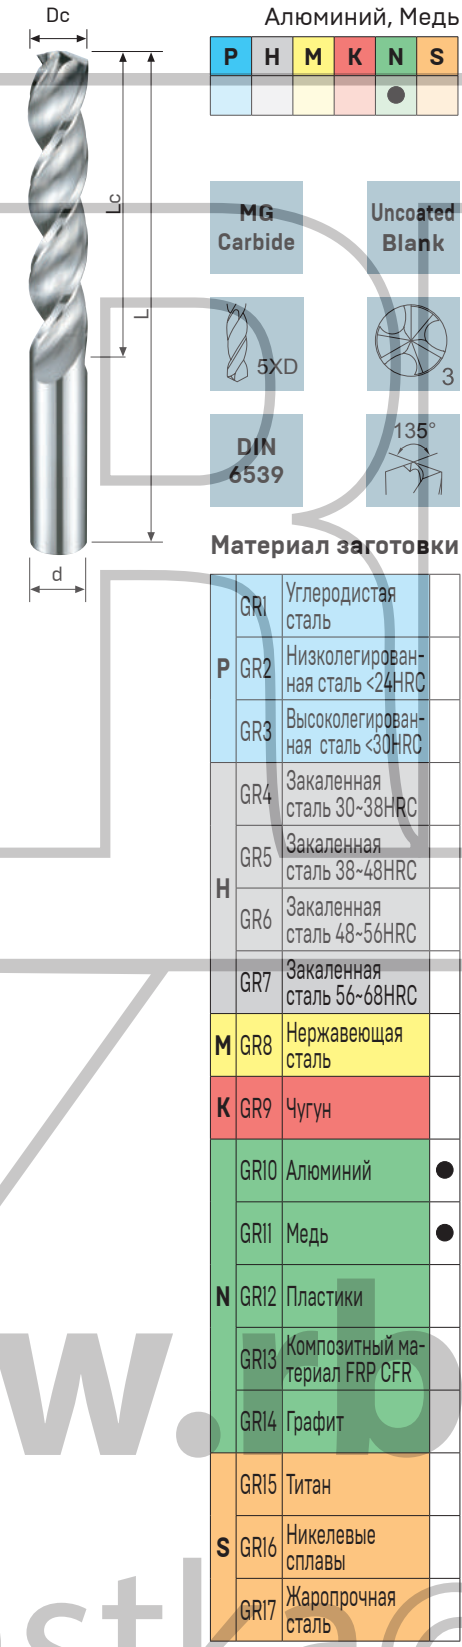 Dc
Алюминий, Медь
P H M K N S
Lc
L
d
MG
Carbide
Uncoated
Blank
5XD
3
DIN
6539
135°
Материал заготовки
P
GR1 Углеродистая
сталь
GR2 Низколегирован-
ная сталь <24HRC
GR3 Высоколегирован-
ная сталь <30HRC
H
GR4 Закаленная
сталь 30~38HRC
GR5 Закаленная
сталь 38~48HRC
GR6 Закаленная
сталь 48~56HRC
GR7 Закаленная
сталь 56~68HRC
M GR8 Нержавеющая
сталь
K GR9 Чугун
N
GR10 Алюминий
GR11 Медь
GR12 Пластики
GR13 Композитный ма-
териал FRP CFR
GR14 Графит
S
GR15 Титан
GR16 Никелевые
сплавы
GR17 Жаропрочная
сталь
w.rb
stka@